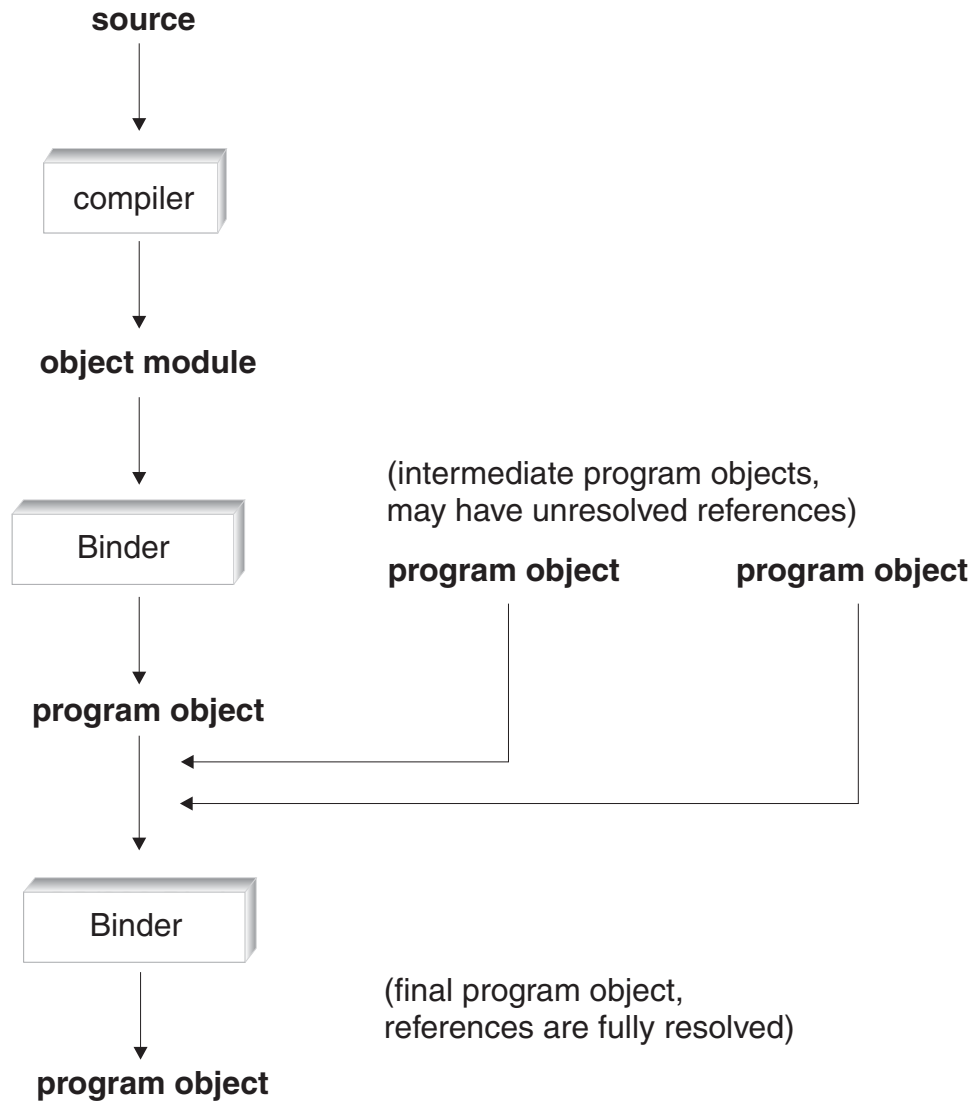 source
compiler
object module
(intermediate program objects,
may have unresolved references)
Binder
program object program object
program object
Binder
(final program object,
references are fully resolved)
program object